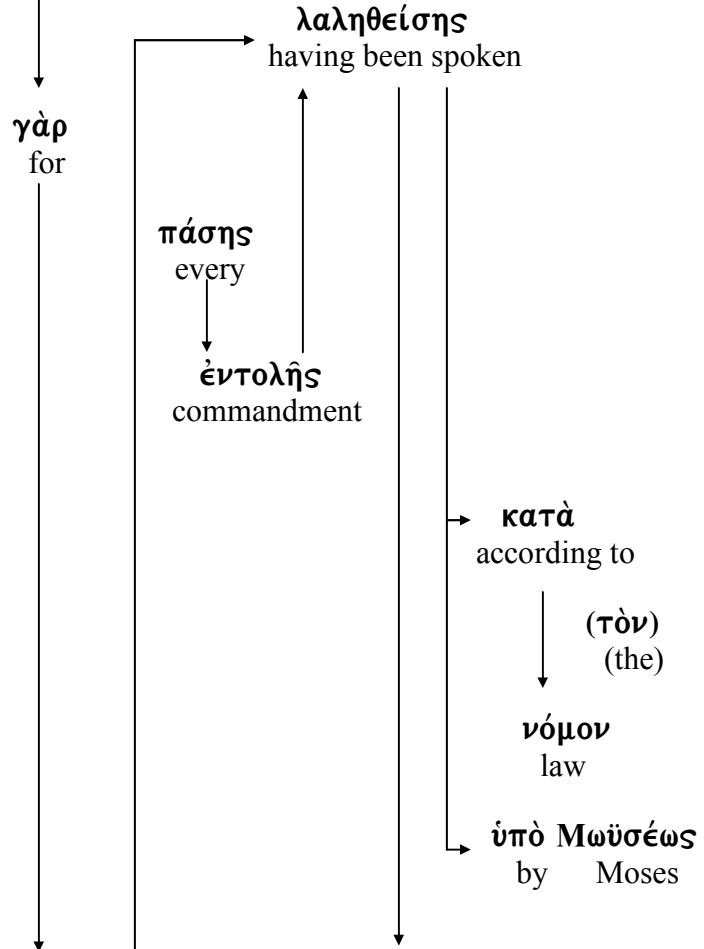 λαληθείσης
having been spoken
γὰρ
for
πάσης
every
ἐντολῆς
commandment
κατὰ
according to
(τὸν)
(the)
νόμον
law
ὑπὸ Μωϋσέως
by Moses